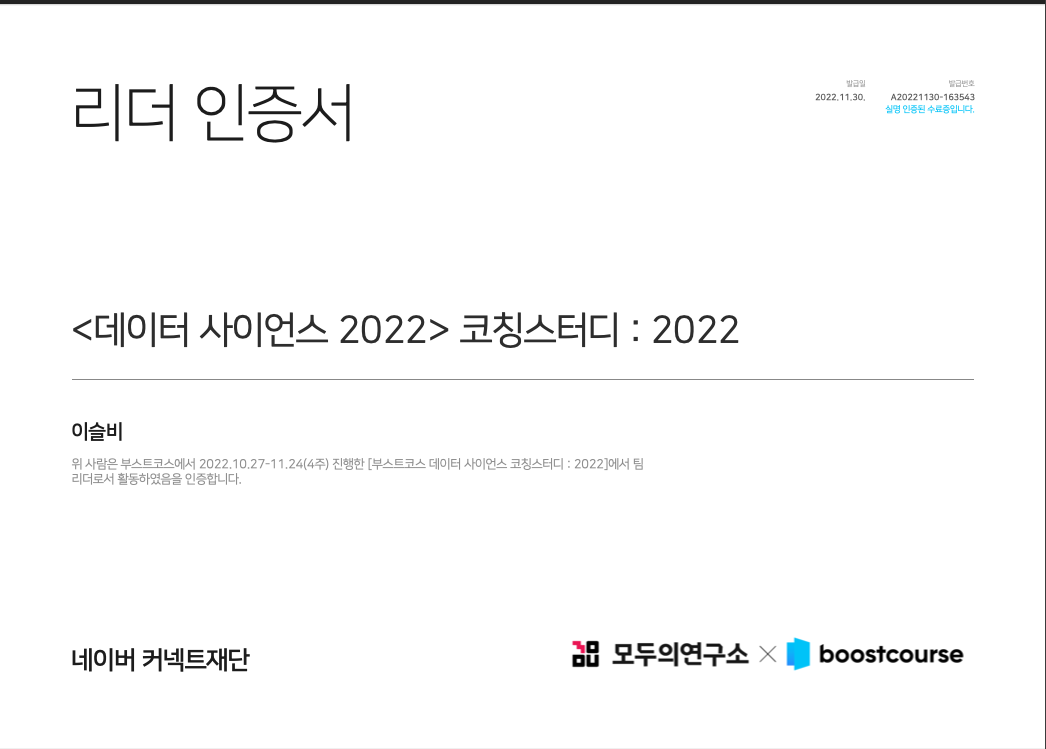 리더 인증서
발급일
2022.11.30.
발급번호
A20221130-163543
실명 인증된 수료증입니다.
<데이터 사이언스 2022> 코칭스터디 : 2022
이슬비
위 사람은 부스트코스에서 2022.10.27-11.24(4주) 진행한 [부스트코스 데이터 사이언스 코칭스터디 : 2022]에서 팀
리더로서 활동하였음을 인증합니다.
네이버 커넥트재단
모두의연구소 × boostcourse